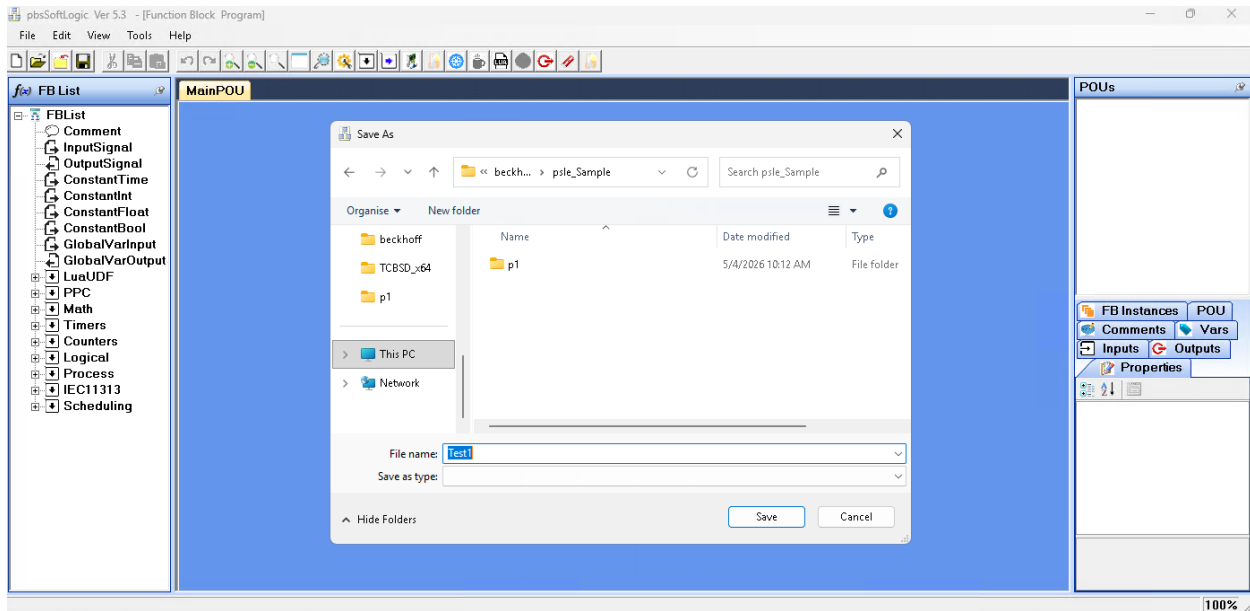 pbsSoftLogic Ver 5.3 - [Function Block Program]
File Edit View Tools Help
f(x) FB List
MainPOU
POUs
FBList
Comment
InputSignal
OutputSignal
ConstantTime
ConstantInt
ConstantFloat
ConstantBool
GlobalVarInput
GlobalVarOutput
LuaUDF
PPC
Math
Timers
Counters
Logical
Process
IEC11313
Scheduling
Save As
« beckh... › psle_Sample
Search psle_Sample
Organise New folder
beckhoff
TCBSD_x64
p1
This PC
Network
Name Date modified Type
p1 5/4/2026 10:12 AM File folder
File name: Test1
Save as type:
Hide Folders
Save Cancel
FB Instances POU
Comments Vars
Inputs Outputs
Properties
100%